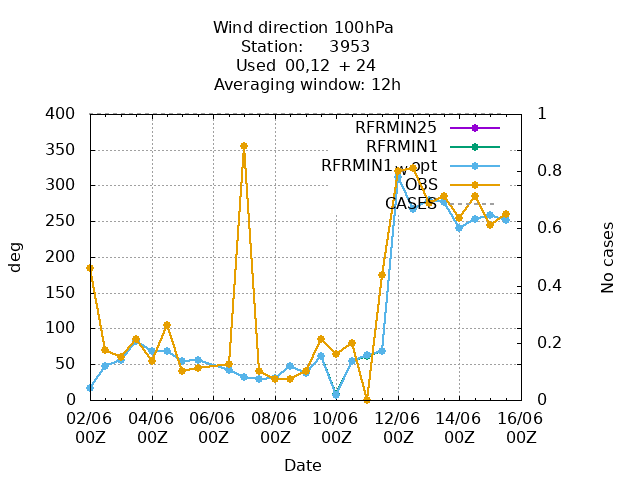 Wind direction 100hPa
Station: 3953
Used 00,12 + 24
Averaging window: 12h
400
350
300
250
200
150
100
50
0
deg
1
0.8
0.6
0.4
0.2
0
No cases
RFRMIN25
RFRMIN1
RFRMIN1_w_opt
OBS
CASES
02/06 04/06 06/06 08/06 10/06 12/06 14/06 16/06
00Z 00Z 00Z 00Z 00Z 00Z 00Z 00Z
Date